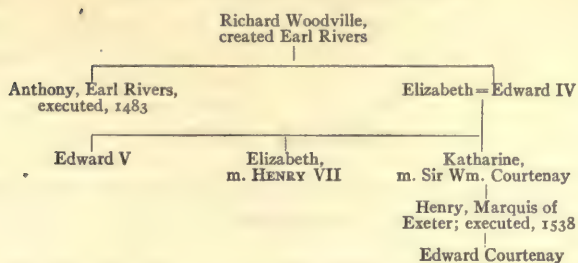 Richard Woodville,
created Earl Rivers
Anthony, Earl Rivers,
executed, 1483
Elizabeth = Edward IV
Edward V
Elizabeth,
m. HENRY VII
Katharine,
m. Sir Wm. Courtenay
Henry, Marquis of
Exeter; executed, 1538
Edward Courtenay